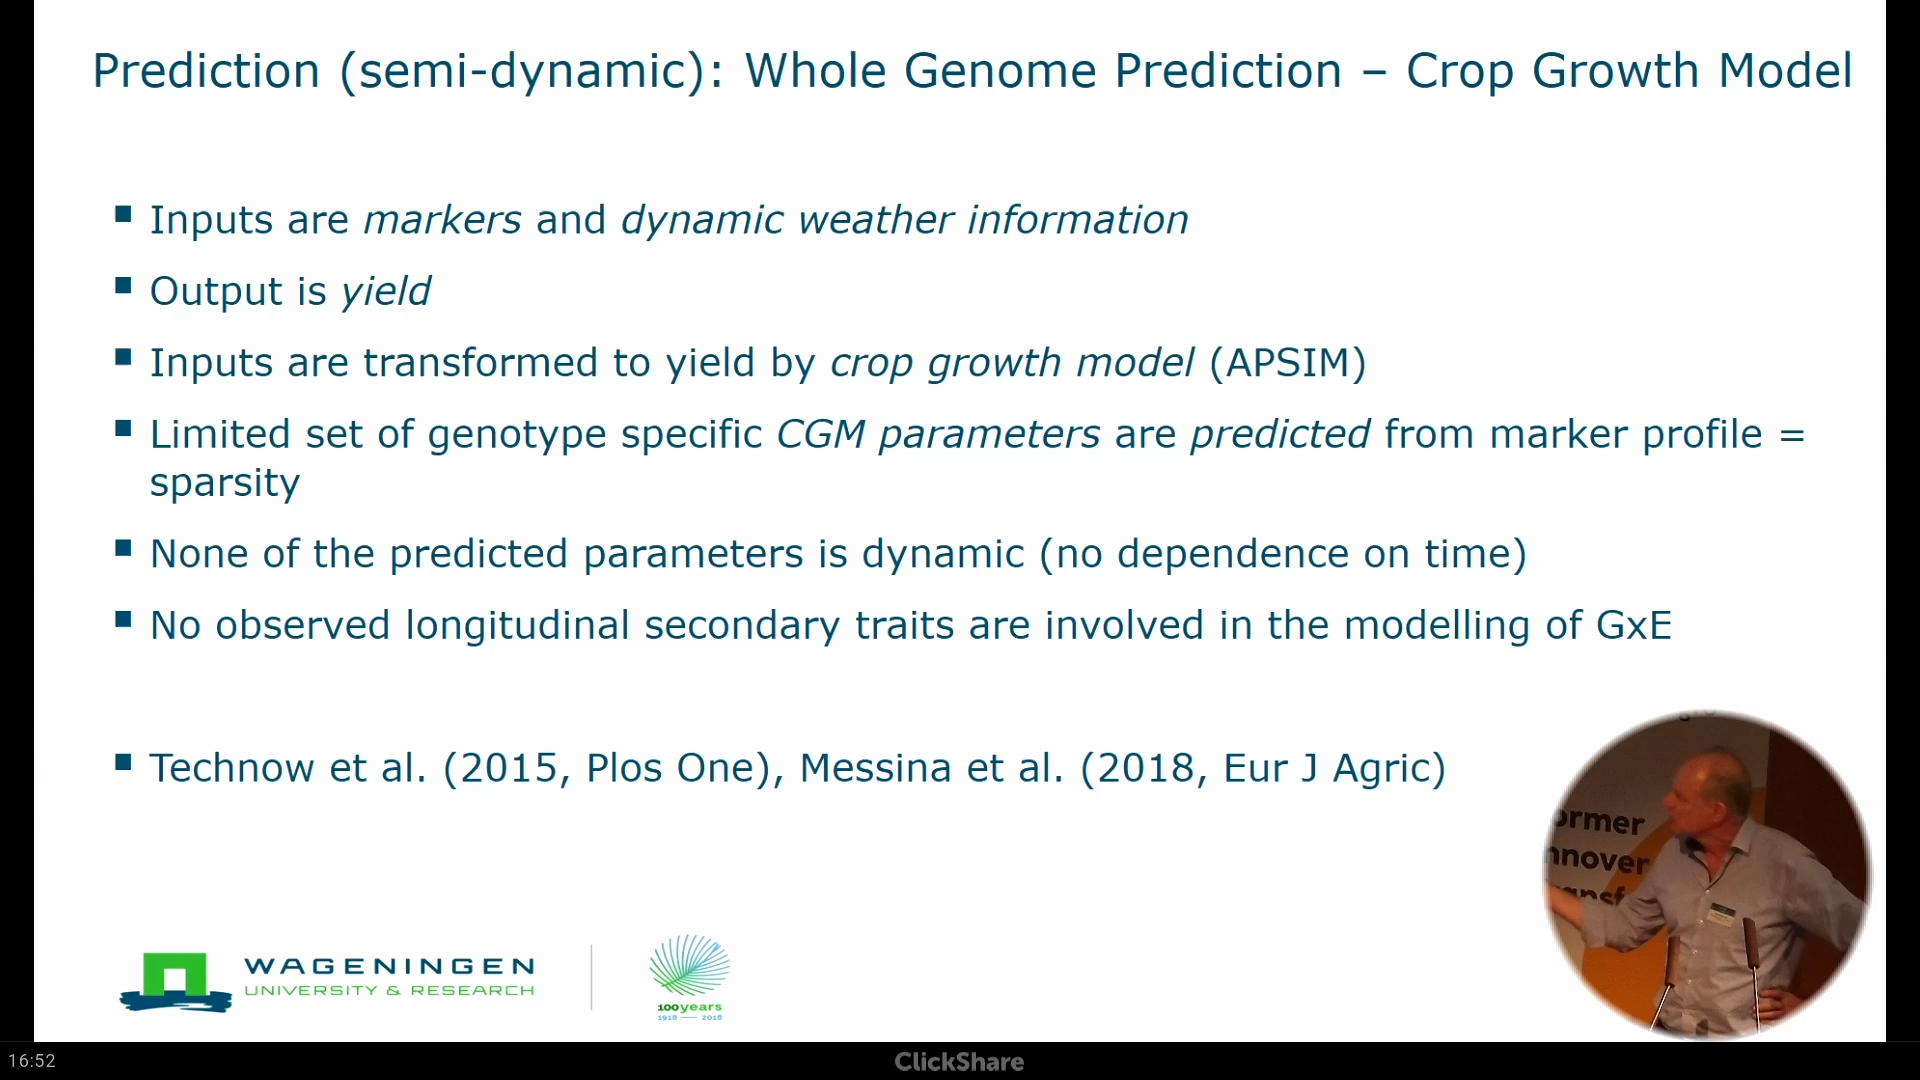 Prediction (semi-dynamic): Whole Genome Prediction – Crop Growth Model
▪ Inputs are markers and dynamic weather information
▪ Output is yield
▪ Inputs are transformed to yield by crop growth model (APSIM)
▪ Limited set of genotype specific CGM parameters are predicted from marker profile =
sparsity
▪ None of the predicted parameters is dynamic (no dependence on time)
▪ No observed longitudinal secondary traits are involved in the modelling of GxE
▪ Technow et al. (2015, Plos One), Messina et al. (2018, Eur J Agric)
ormer
nnover
WAGENINGEN
UNIVERSITY & RESEARCH
100years
1918 — 2018
16:52
ClickShare